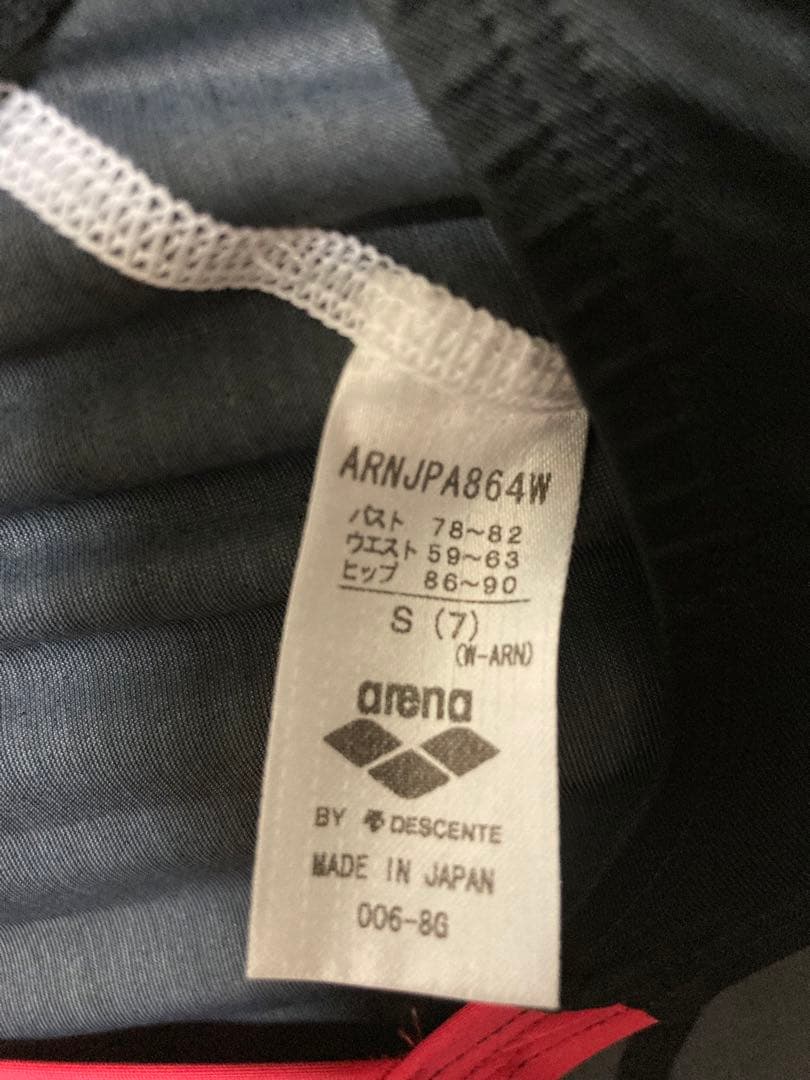 ARNJPA864W
バスト 78~82
ウエスト 59~63
ヒップ 86~90
S (7)
(W-ARN)
arena
BY DESCENTE
MADE IN JAPAN
006-8G